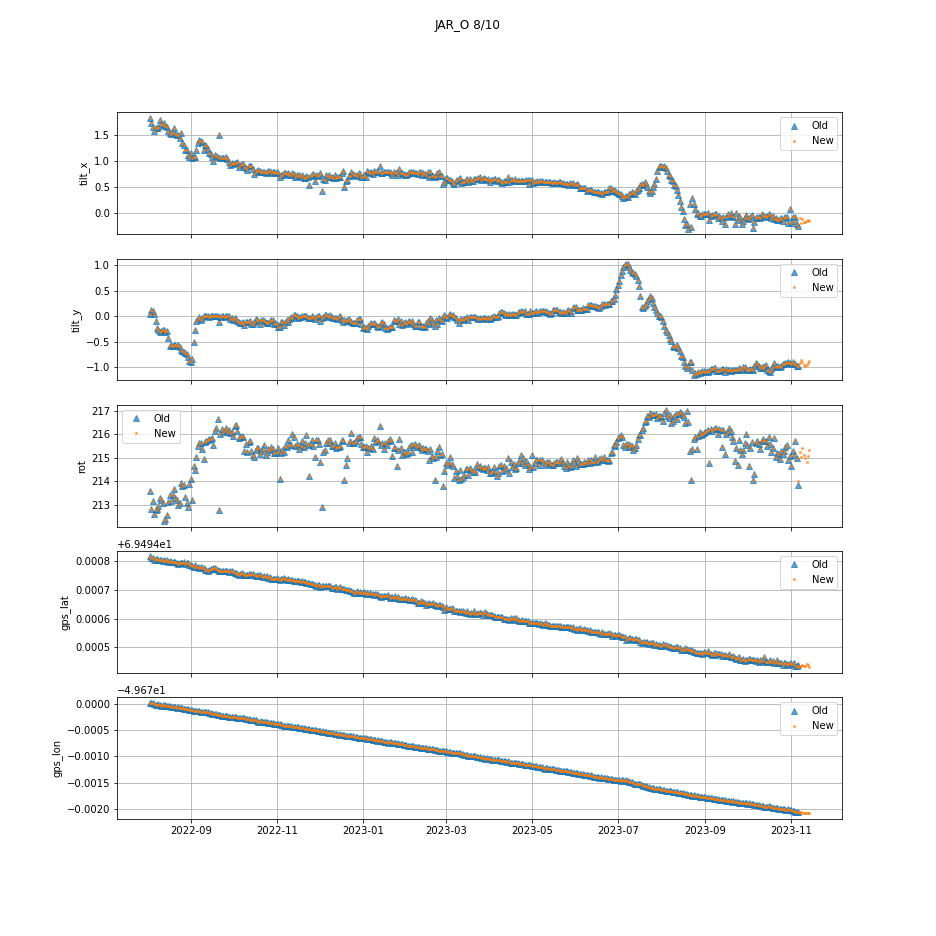 JAR_O 8/10
tilt_x
1.5
1.0
0.5
0.0
Old
New
tilt_y
1.0
0.5
0.0
−0.5
−1.0
Old
New
rot
217
216
215
214
213
Old
New
+6.9494e1
gps_lat
0.0008
0.0007
0.0006
0.0005
Old
New
−4.967e1
gps_lon
0.0000
−0.0005
−0.0010
−0.0015
−0.0020
Old
New
2022-09 2022-11 2023-01 2023-03 2023-05 2023-07 2023-09 2023-11